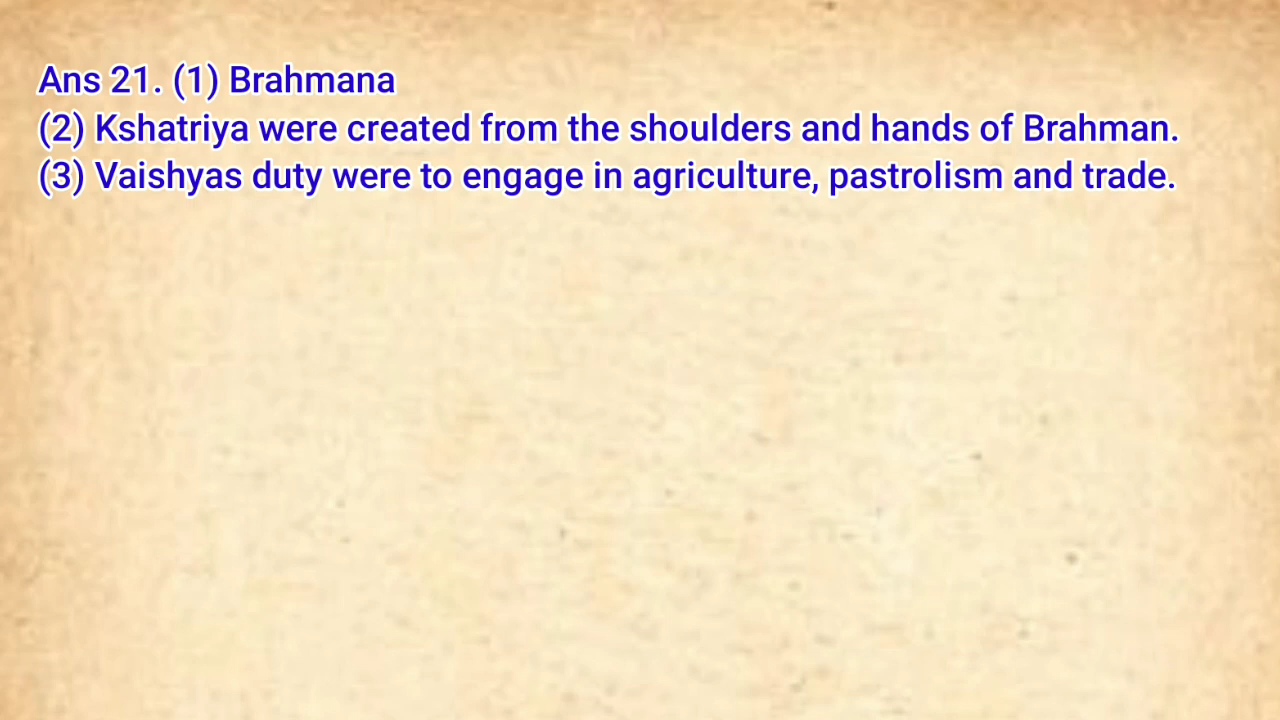 Ans 21. (1) Brahmana
(2) Kshatriya were created from the shoulders and hands of Brahman.
(3) Vaishyas duty were to engage in agriculture, pastrolism and trade.